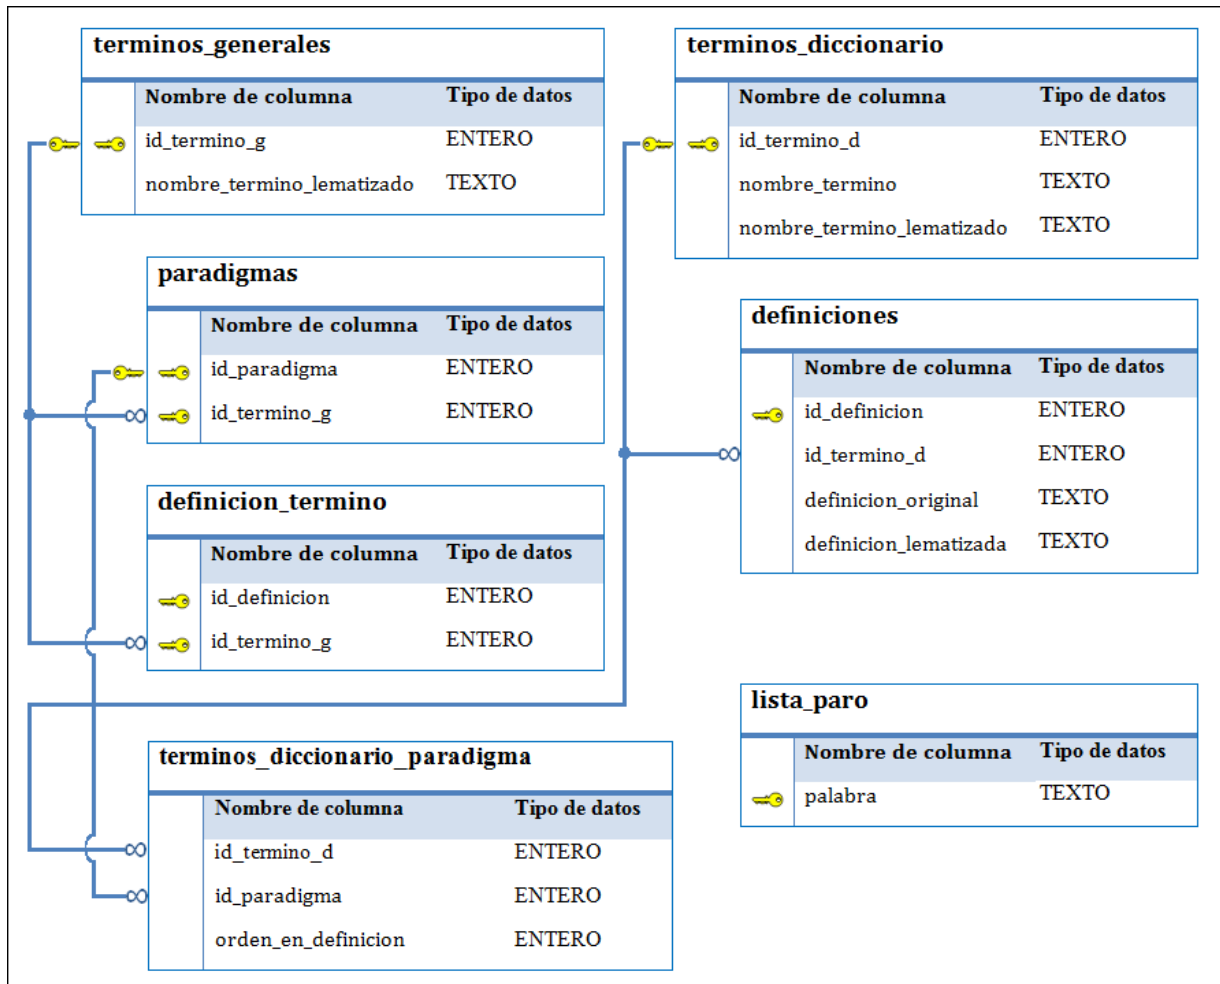 terminos_generales
Nombre de columna Tipo de datos
id_termino_g ENTERO
nombre_termino_lematizado TEXTO
paradigmas
Nombre de columna Tipo de datos
id_paradigma ENTERO
id_termino_g ENTERO
definicion_termino
Nombre de columna Tipo de datos
id_definicion ENTERO
id_termino_g ENTERO
terminos_diccionario_paradigma
Nombre de columna Tipo de datos
id_termino_d ENTERO
id_paradigma ENTERO
orden_en_definicion ENTERO
terminos_diccionario
Nombre de columna Tipo de datos
id_termino_d ENTERO
nombre_termino TEXTO
nombre_termino_lematizado TEXTO
definiciones
Nombre de columna Tipo de datos
id_definicion ENTERO
id_termino_d ENTERO
definicion_original TEXTO
definicion_lematizada TEXTO
lista_paro
Nombre de columna Tipo de datos
palabra TEXTO